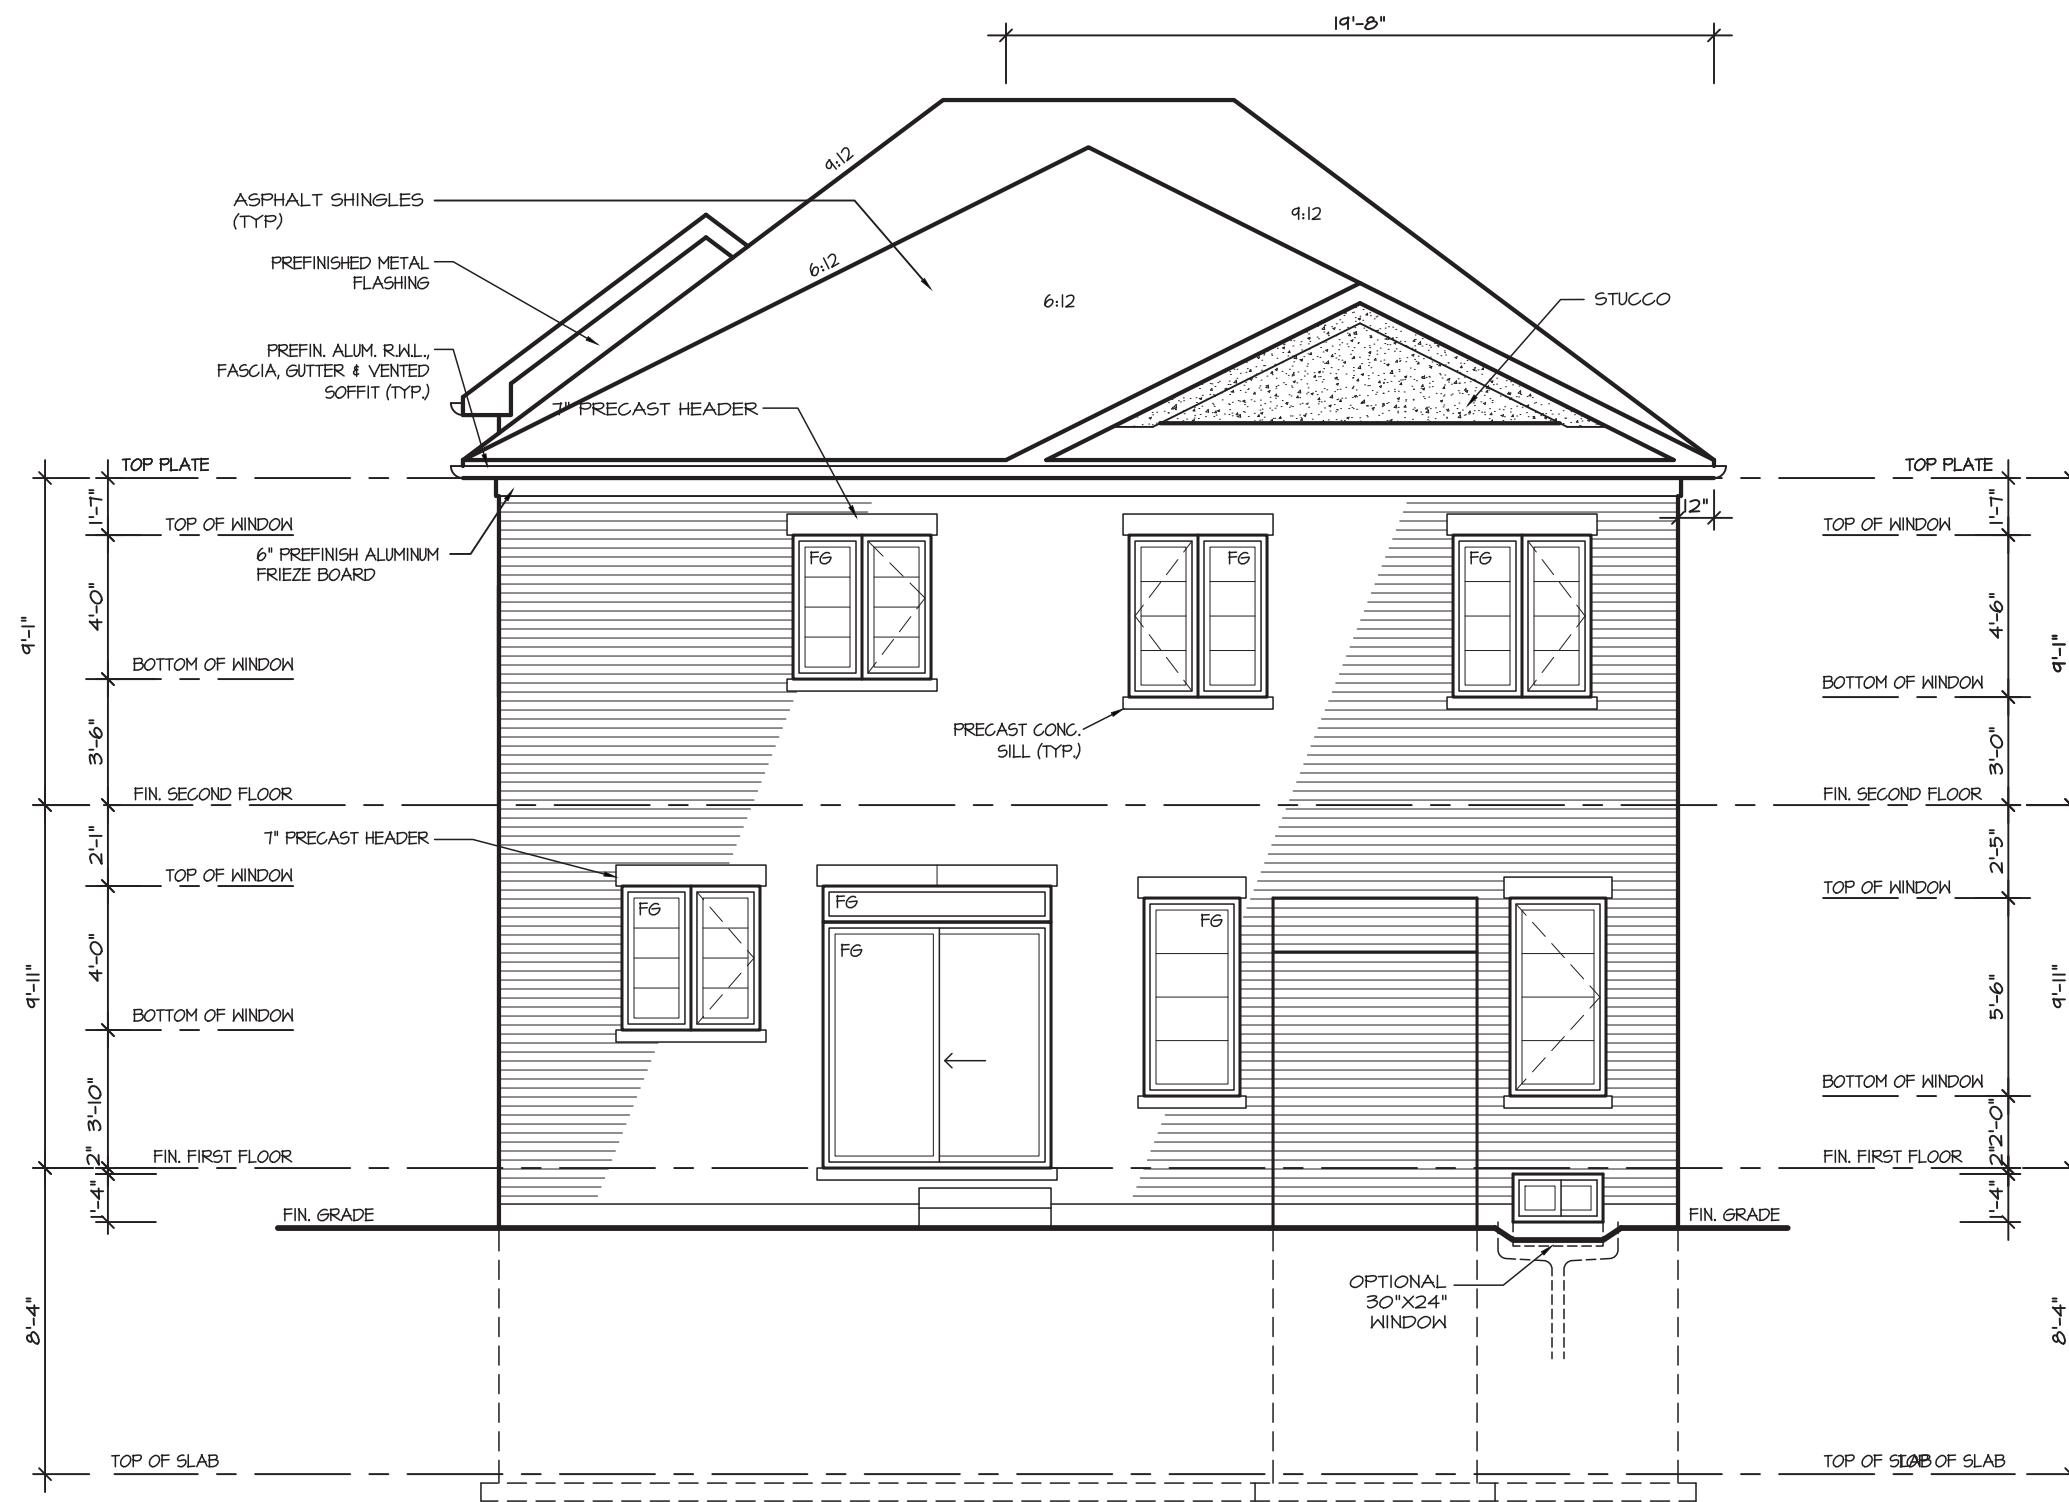 19'-8"
9:12
ASPHALT SHINGLES
(TYP)
9:12
PREFINISHED METAL
FLASHING
6:12
6:12
STUCCO
PREFIN. ALUM. R.W.L.,
FASCIA, GUTTER & VENTED
SOFFIT (TYP.)
7" PRECAST HEADER
TOP PLATE
TOP PLATE
1'-7"
1'-7"
12"
TOP OF WINDOW
TOP OF WINDOW
6" PREFINISH ALUMINUM
FRIEZE BOARD
FG
FG
FG
4'-0"
4'-6"
9'-1"
9'-1"
BOTTOM OF WINDOW
BOTTOM OF WINDOW
PRECAST CONC.
SILL (TYP.)
3'-6"
3'-0"
FIN. SECOND FLOOR
FIN. SECOND FLOOR
7" PRECAST HEADER
2'-1"
2'-5"
TOP OF WINDOW
TOP OF WINDOW
FG
FG
FG
FG
4'-0"
9'-11"
5'-6"
9'-11"
BOTTOM OF WINDOW
BOTTOM OF WINDOW
3'-10"
2'-0"
FIN. FIRST FLOOR
FIN. FIRST FLOOR
2"
2"
1'-4"
1'-4"
FIN. GRADE
FIN. GRADE
OPTIONAL
30"X24"
WINDOW
8'-4"
8'-4"
TOP OF SLAB
TOP OF SLAB
TOP OF SLAB